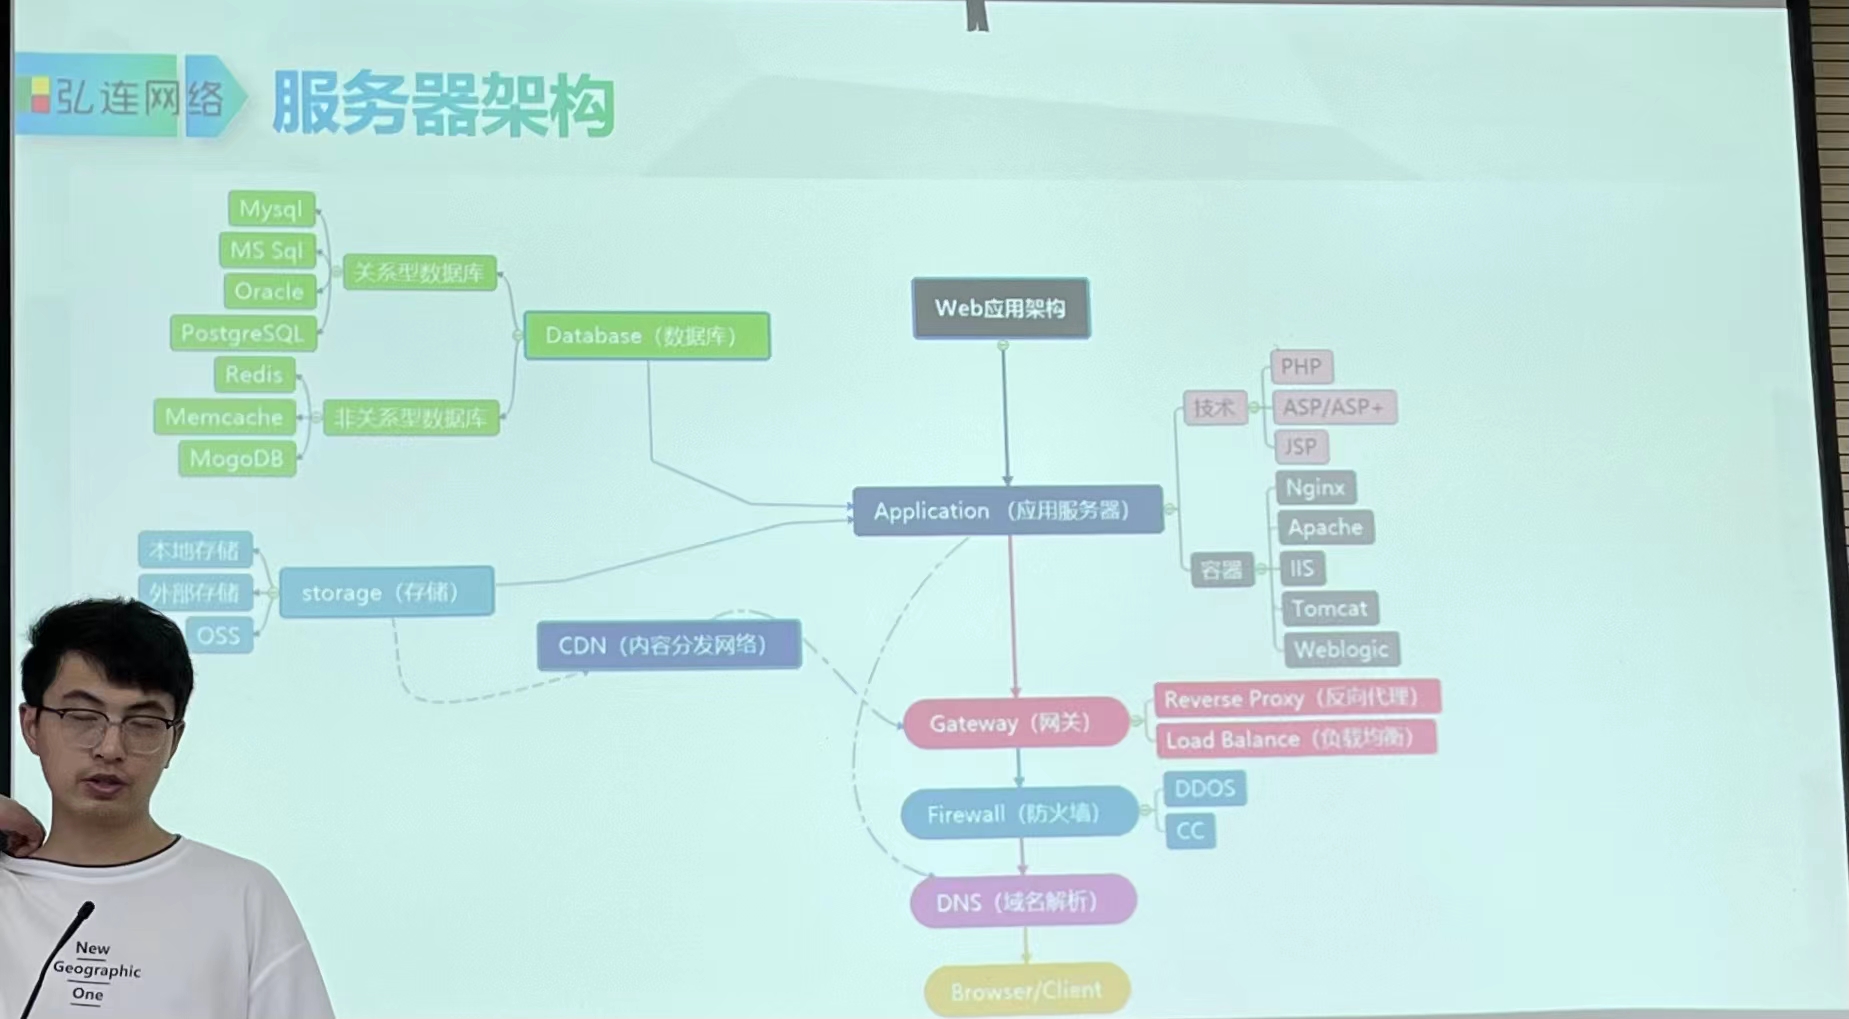 弘连网络
服务器架构
Mysql
MS Sql
Oracle
PostgreSQL
关系型数据库
Redis
Memcache
MogoDB
非关系型数据库
Database（数据库）
本地存储
外部存储
OSS
storage（存储）
CDN（内容分发网络）
Web应用架构
Application（应用服务器）
技术
PHP
ASP/ASP+
JSP
容器
Nginx
Apache
IIS
Tomcat
Weblogic
Gateway（网关）
Reverse Proxy（反向代理）
Load Balance（负载均衡）
Firewall（防火墙）
DDOS
CC
DNS（域名解析）
Browser/Client
New
Geographic
One